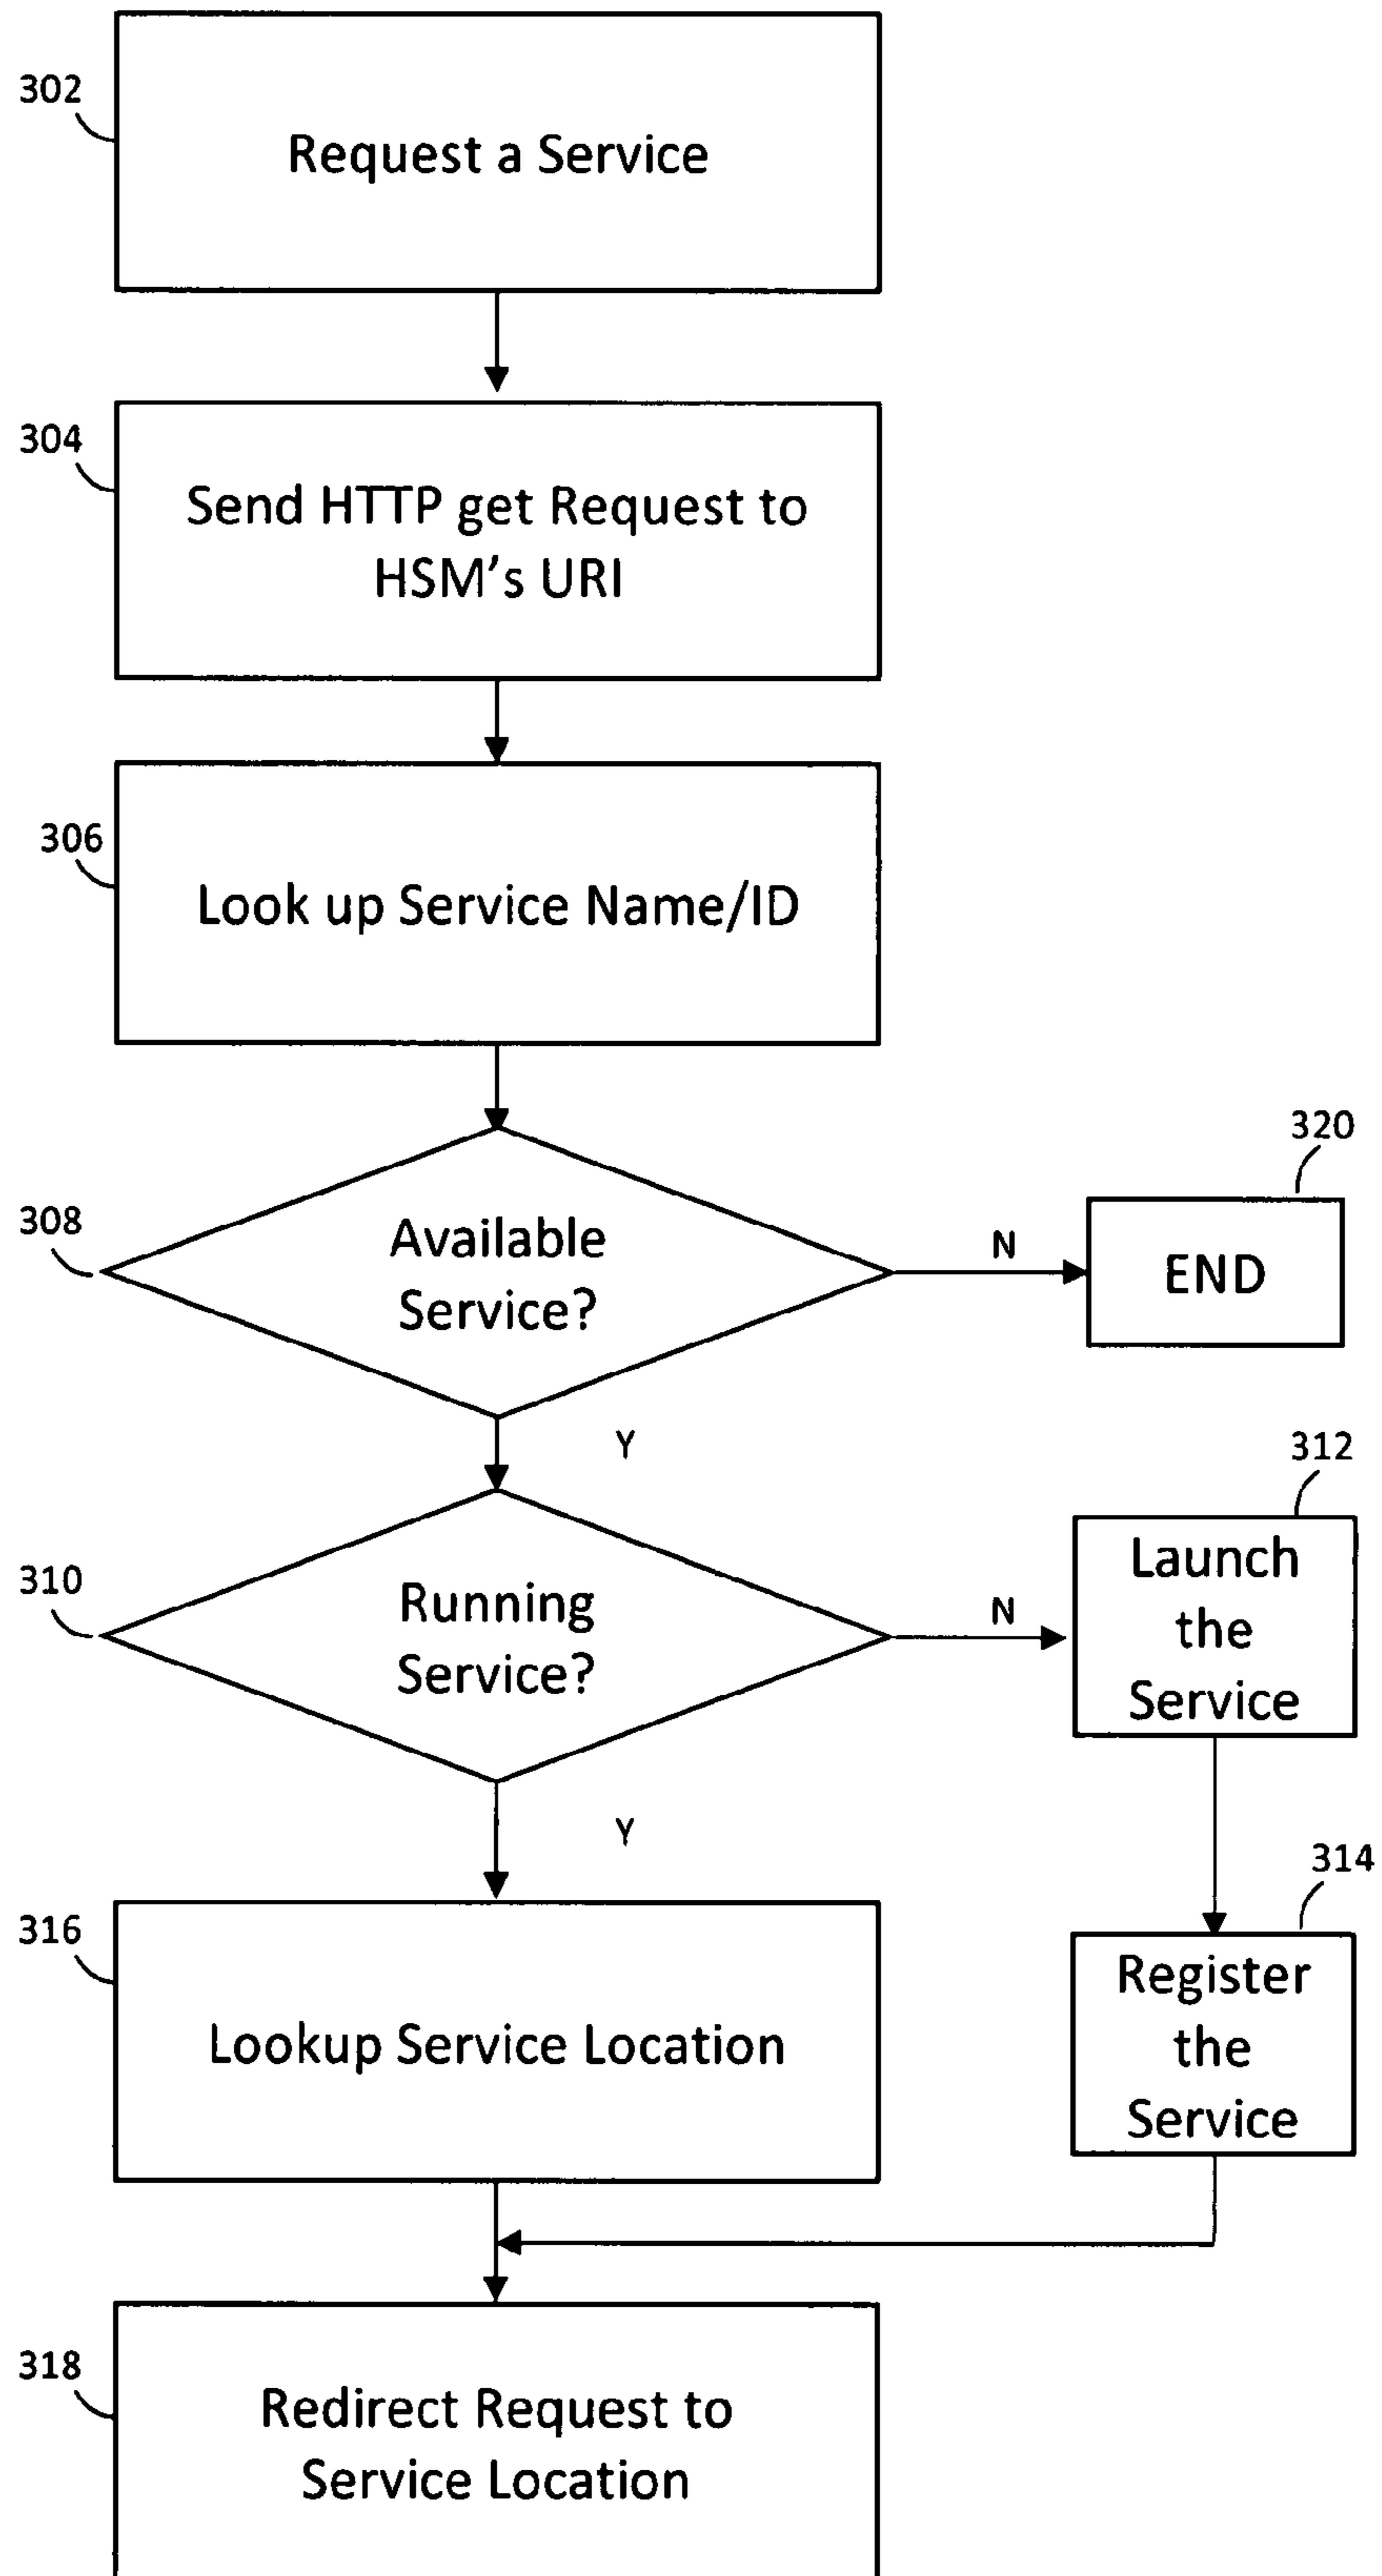 302
Request a Service
304
Send HTTP get Request to
HSM's URI
306
Look up Service Name/ID
308
Available
Service?
N
320
END
Y
310
Running
Service?
N
312
Launch
the
Service
Y
314
Register
the
Service
316
Lookup Service Location
318
Redirect Request to
Service Location